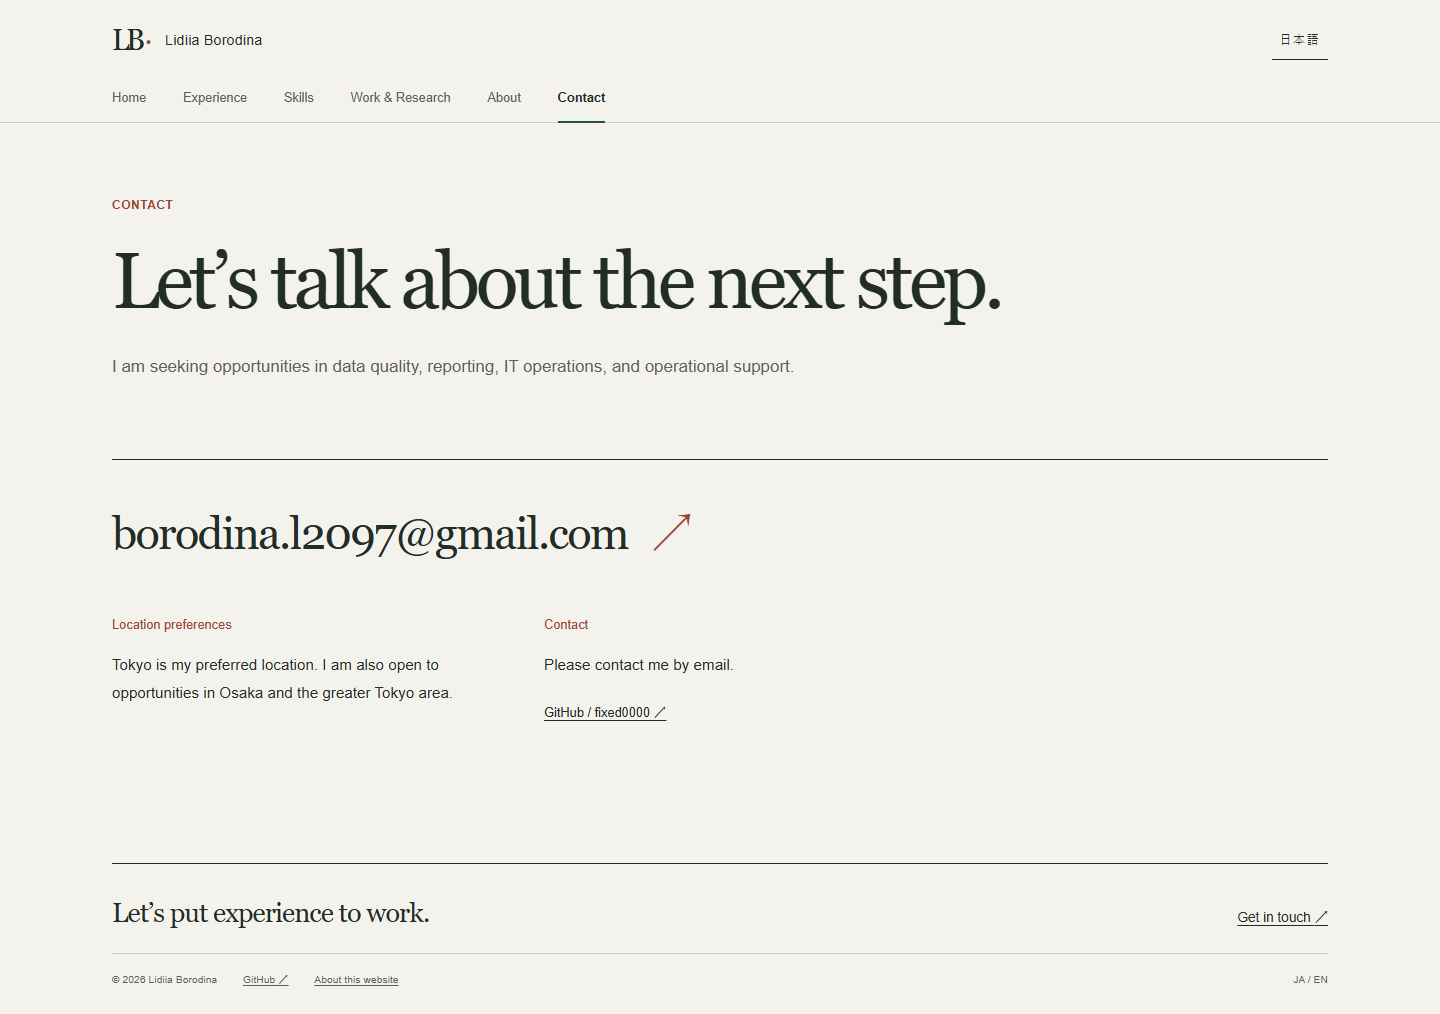 LB· Lidiia Borodina
日本語
Home Experience Skills Work & Research About Contact
CONTACT
Let’s talk about the next step.
I am seeking opportunities in data quality, reporting, IT operations, and operational support.
borodina.l2097@gmail.com ↗
Location preferences
Tokyo is my preferred location. I am also open to
opportunities in Osaka and the greater Tokyo area.
Contact
Please contact me by email.
GitHub / fixed0000 ↗
Let’s put experience to work.
Get in touch ↗
© 2026 Lidiia Borodina GitHub ↗ About this website
JA / EN